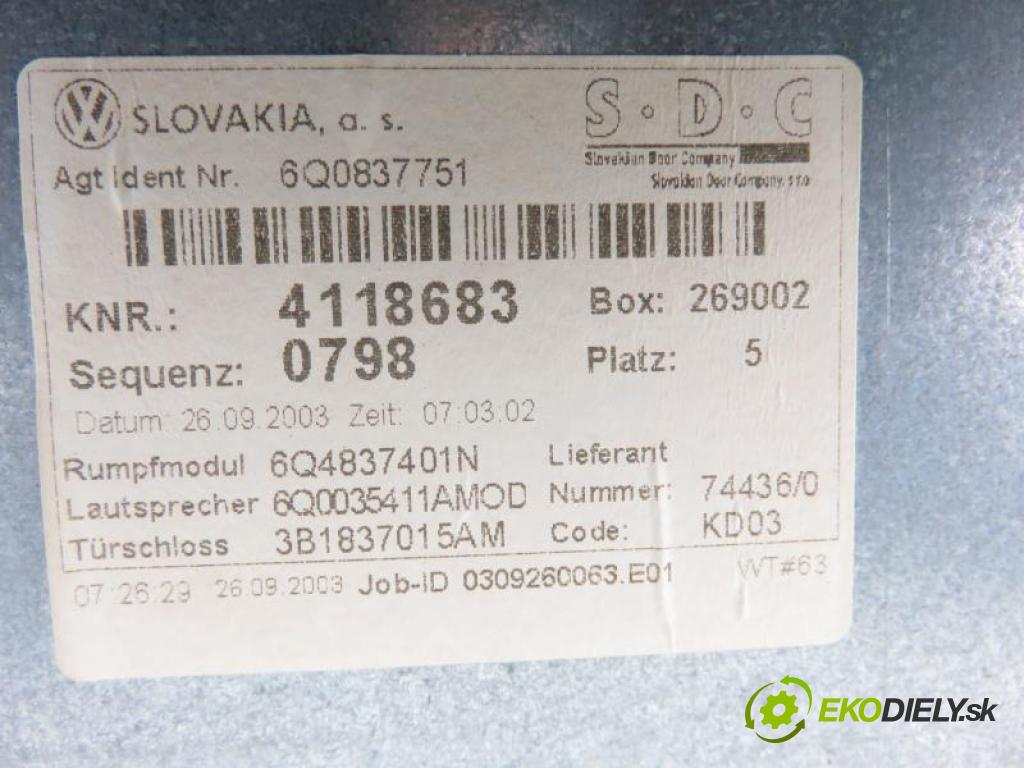 VW SLOVAKIA, a. s.
S·D·C
Slovakian Door Company
Slovakian Door Company, s r o
Agt Ident Nr. 6Q0837751
KNR.: 4118683 Box: 269002
Sequenz: 0798 Platz: 5
Datum: 26.09.2003 Zeit: 07:03.02
Rumpfmodul 6Q4837401N Lieferant
Lautsprecher 6Q0035411AMOD Nummer: 74436/0
Türschloss 3B1837015AM Code: KD03
07:26:29 26.09.2003 Job-ID 0309260063.E01 VVT#63
EKODIELY.sk